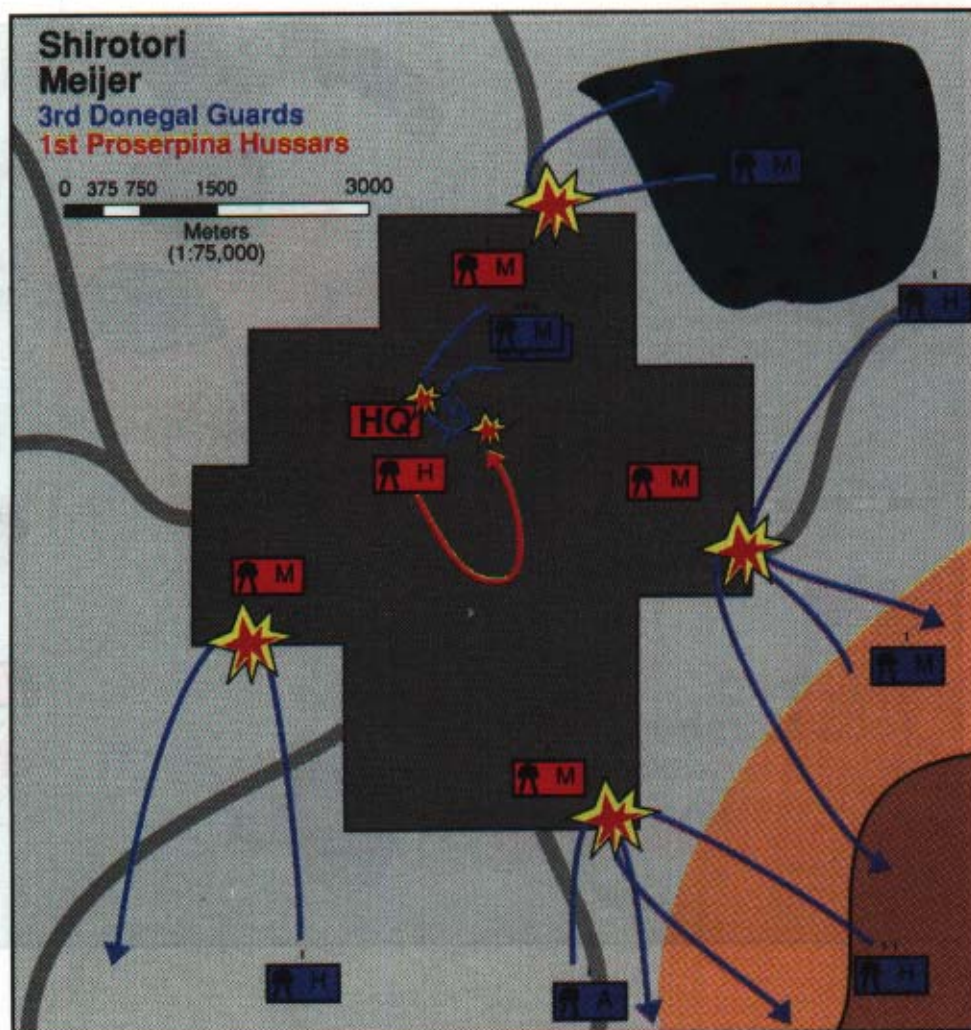 Shirotori
Meijer
3rd Donegal Guards
1st Proserpina Hussars
0 375 750 1500 3000
Meters
(1:75,000)
M
M
H
M
HQ
H
M
M
M
M
H
H
A